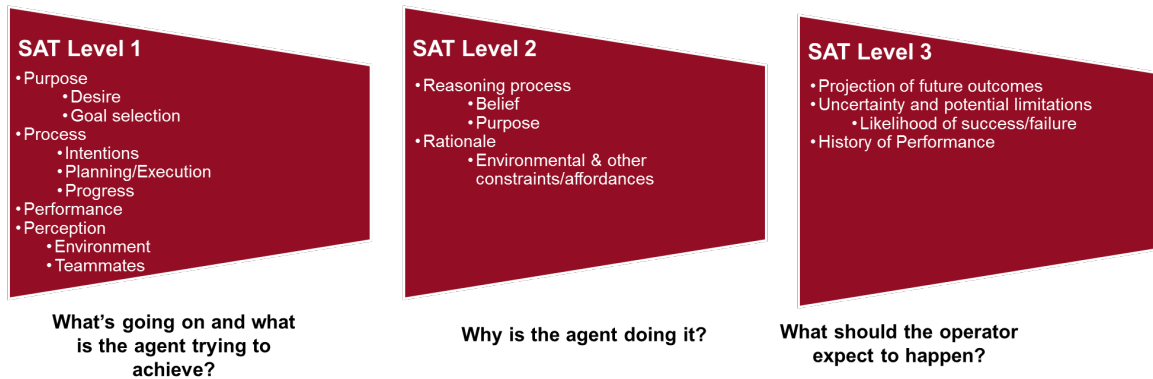 SAT Level 1
•Purpose
•Desire
•Goal selection
•Process
•Intentions
•Planning/Execution
•Progress
•Performance
•Perception
•Environment
•Teammates
What's going on and what
is the agent trying to
achieve?
SAT Level 2
•Reasoning process
•Belief
•Purpose
•Rationale
•Environmental & other
constraints/affordances
Why is the agent doing it?
SAT Level 3
•Projection of future outcomes
•Uncertainty and potential limitations
•Likelihood of success/failure
•History of Performance
What should the operator
expect to happen?